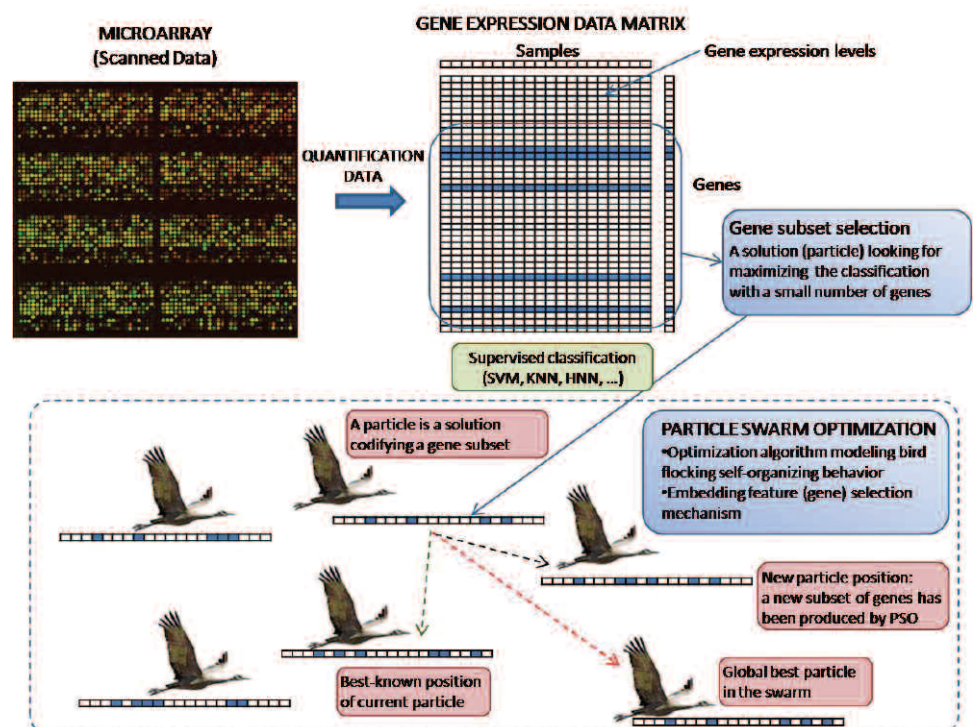 MICROARRAY
(Scanned Data)
GENE EXPRESSION DATA MATRIX
Samples
Gene expression levels
QUANTIFICATION
DATA
Genes
Gene subset selection
A solution (particle) looking for
maximizing the classification
with a small number of genes
Supervised classification
(SVM, KNN, HNN, ...)
A particle is a solution
codifying a gene subset
PARTICLE SWARM OPTIMIZATION
•Optimization algorithm modeling bird
flocking self-organizing behavior
•Embedding feature (gene) selection
mechanism
New particle position:
a new subset of genes has
been produced by PSO
Best-known position
of current particle
Global best particle
in the swarm